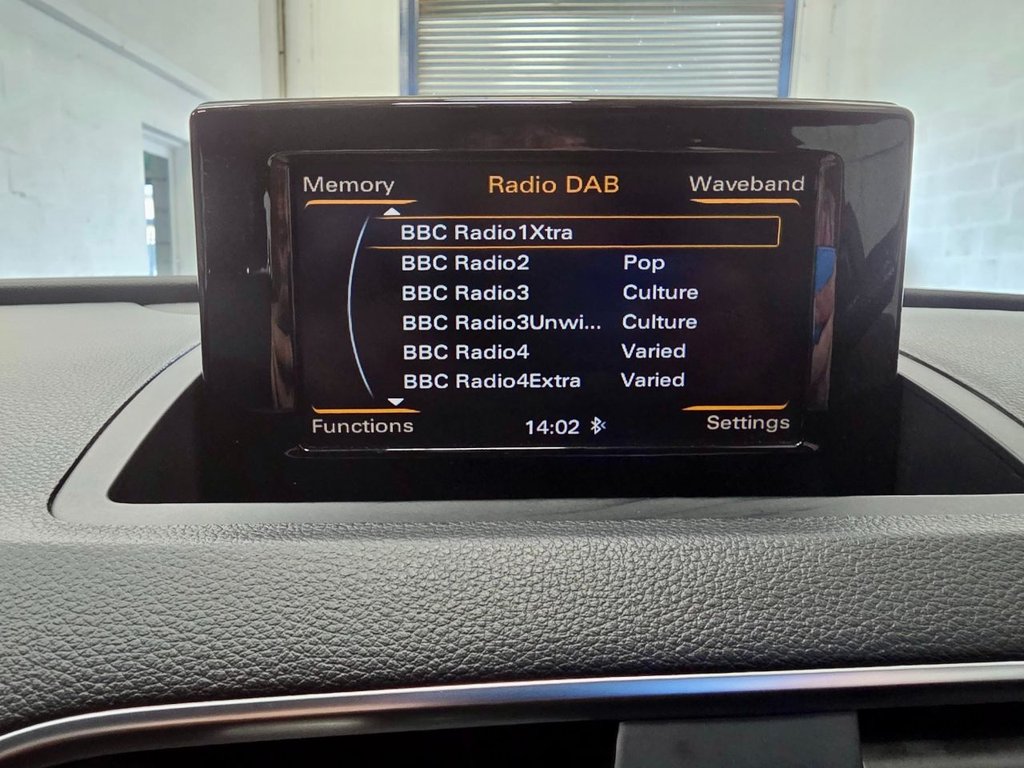 Memory Radio DAB Waveband
BBC Radio1Xtra
BBC Radio2 Pop
BBC Radio3 Culture
BBC Radio3Unwi... Culture
BBC Radio4 Varied
BBC Radio4Extra Varied
Functions 14:02 Settings